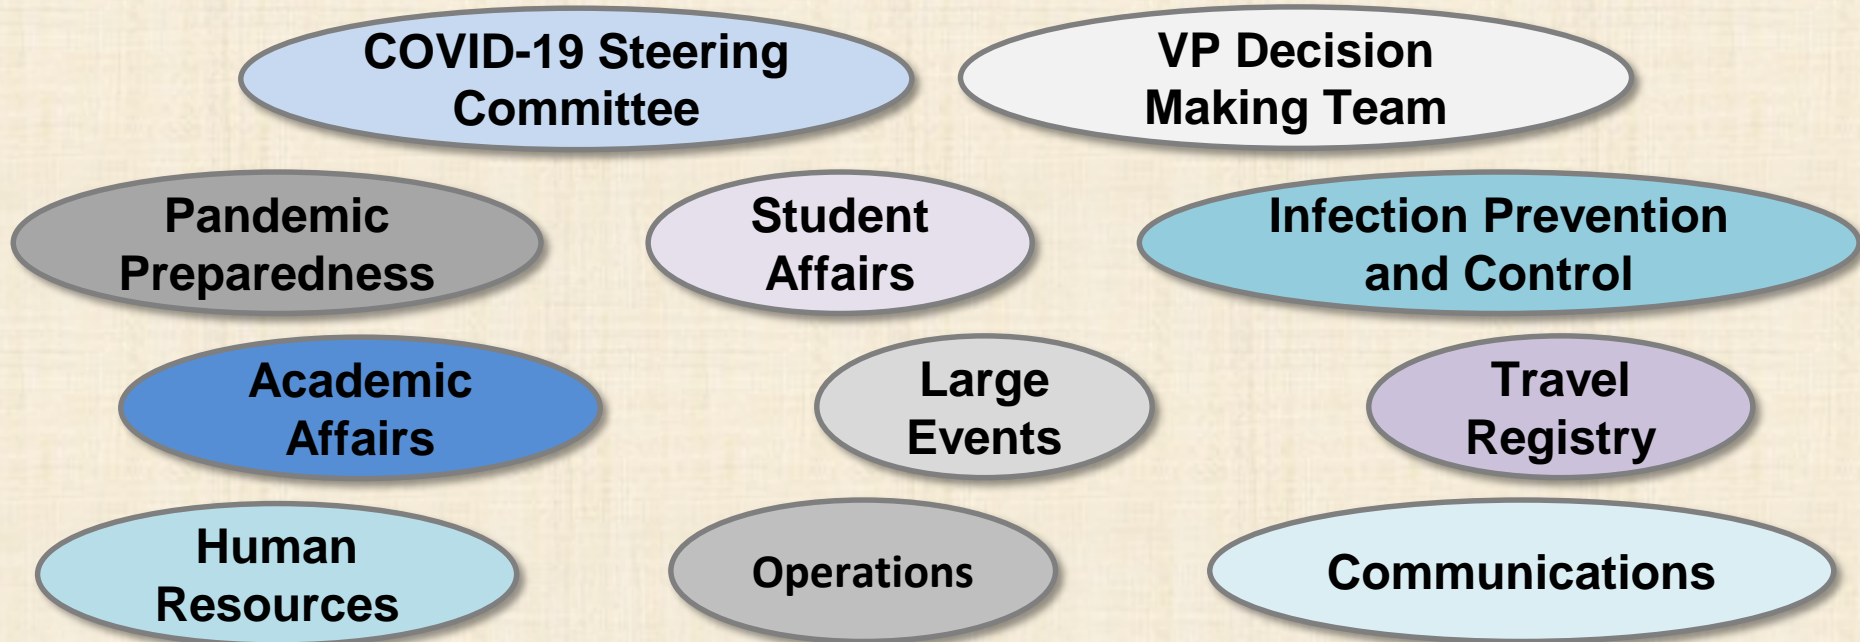 COVID-19 Steering
Committee
VP Decision
Making Team
Pandemic
Preparedness
Student
Affairs
Infection Prevention
and Control
Academic
Affairs
Large
Events
Travel
Registry
Human
Resources
Operations
Communications